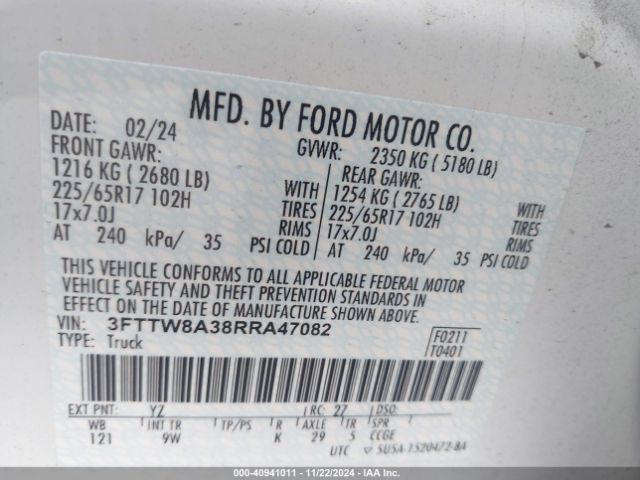 MFD. BY FORD MOTOR CO.
DATE: 02/24 GVWR: 2350 KG ( 5180 LB)
FRONT GAWR: REAR GAWR:
1216 KG ( 2680 LB) WITH 1254 KG ( 2765 LB) WITH
225/65R17 102H TIRES 225/65R17 102H TIRES
17x7.0J RIMS 17x7.0J RIMS
AT 240 kPa/ 35 PSI COLD AT 240 kPa/ 35 PSI COLD
THIS VEHICLE CONFORMS TO ALL APPLICABLE FEDERAL MOTOR
VEHICLE SAFETY AND THEFT PREVENTION STANDARDS IN
EFFECT ON THE DATE OF MANUFACTURE SHOWN ABOVE.
VIN: 3FTTW8A38RRA47082 F0211
TYPE: Truck T0401
EXT PNT: YZ RC: 27 DSO:
WB INT TR TP/PS R AXLE TR SPR
121 9W K 29 5 CCGE
UTC 5U5A-1520472-BA
000-40941011 - 11/22/2024 - IAA Inc.